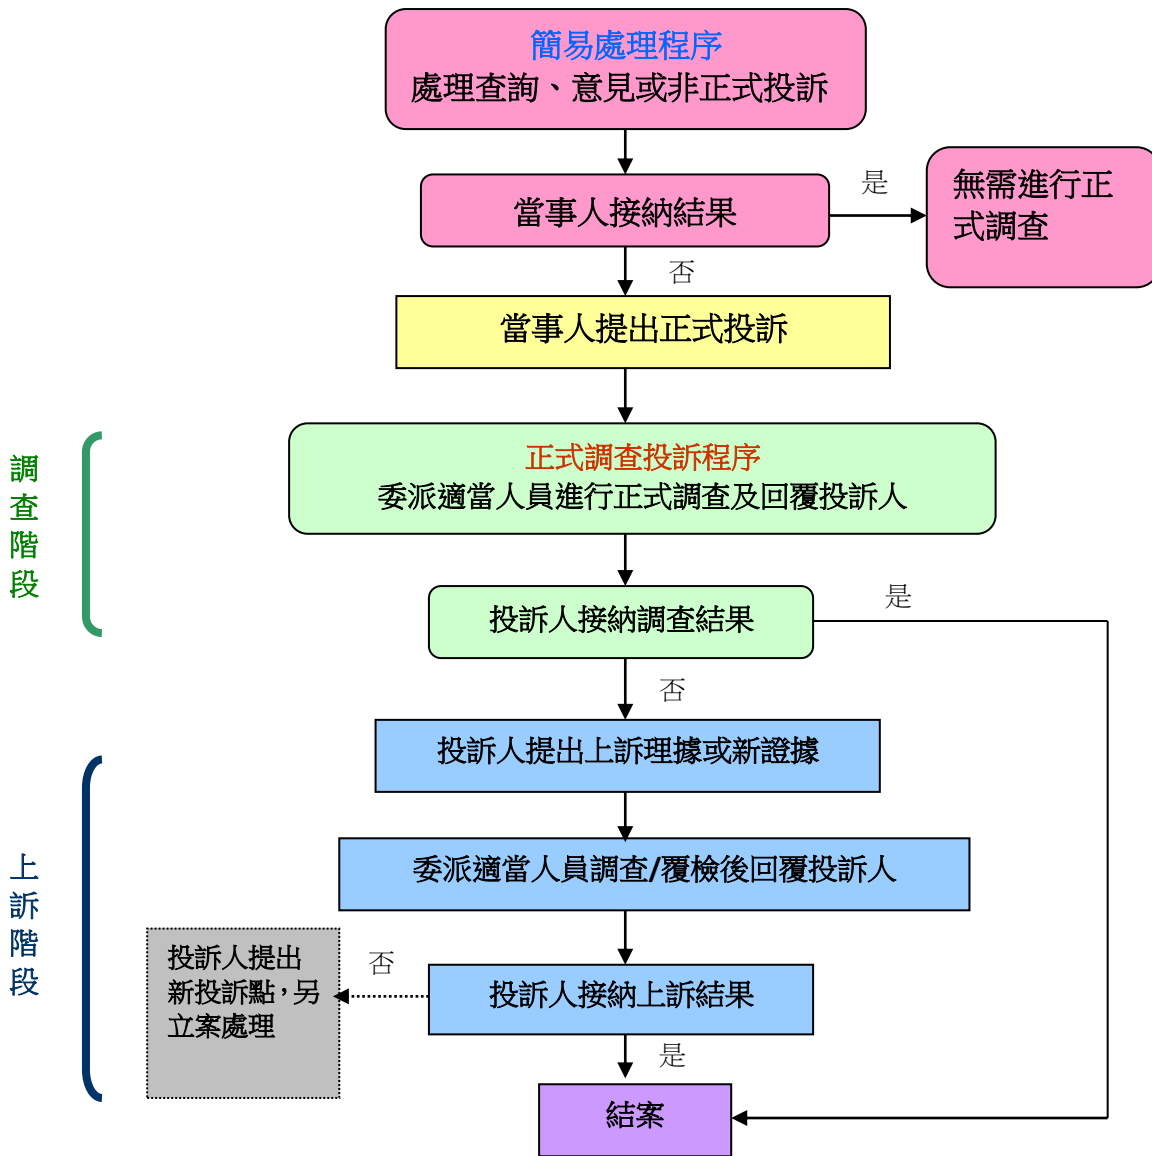 簡易處理程序
處理查詢、意見或非正式投訴
當事人接納結果
是
無需進行正
式調查
否
當事人提出正式投訴
調
查
階
段
正式調查投訴程序
委派適當人員進行正式調查及回覆投訴人
投訴人接納調查結果
是
否
上
訴
階
段
投訴人提出上訴理據或新證據
委派適當人員調查/覆檢後回覆投訴人
投訴人接納上訴結果
否
投訴人提出
新投訴點，另
立案處理
是
結案